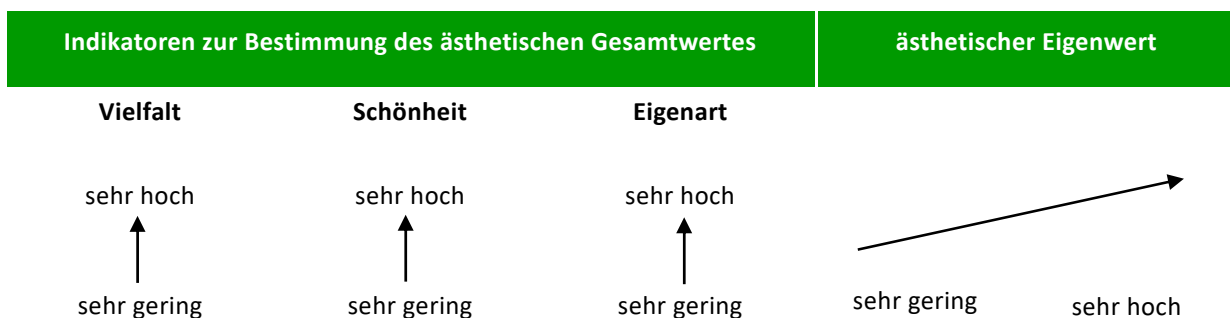 Indikatoren zur Bestimmung des ästhetischen Gesamtwertes
ästhetischer Eigenwert
Vielfalt
Schönheit
Eigenart
sehr hoch
sehr hoch
sehr hoch
sehr gering
sehr gering
sehr gering
sehr gering
sehr hoch